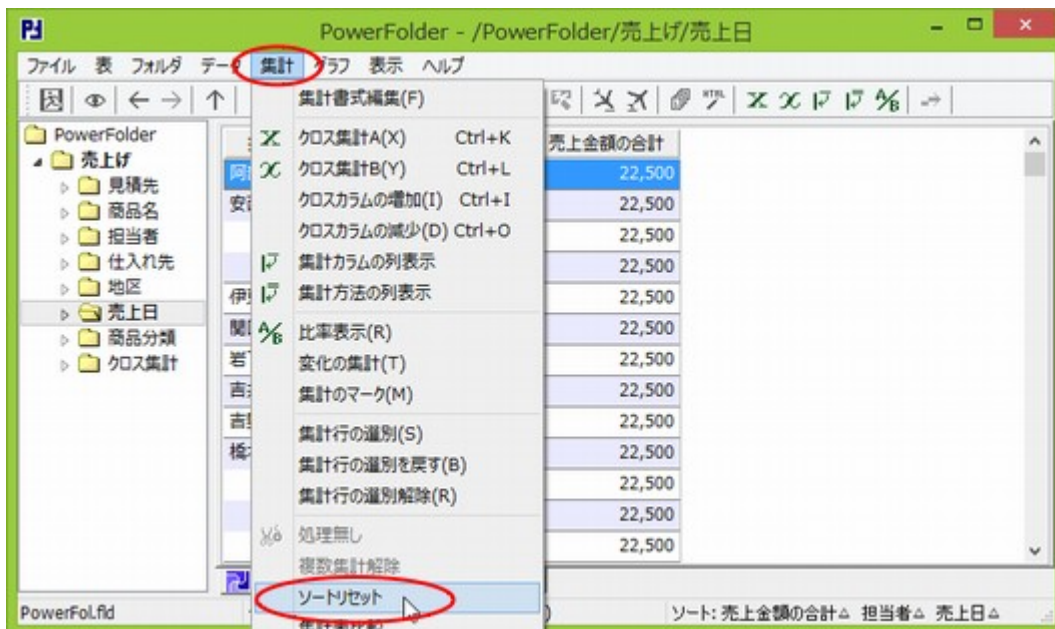 PowerFolder - /PowerFolder/売上げ/売上日
ファイル 表 フォルダ データ 集計 グラフ 表示 ヘルプ
PowerFolder
売上げ
見積先
商品名
担当者
仕入れ先
地区
売上日
商品分類
クロス集計
集計書式編集(F)
クロス集計A(X) Ctrl+K
クロス集計B(Y) Ctrl+L
クロスカラムの増加(I) Ctrl+I
クロスカラムの減少(D) Ctrl+O
集計カラムの列表示
集計方法の列表示
比率表示(R)
変化の集計(T)
集計のマーク(M)
集計行の選別(S)
集計行の選別を戻す(B)
集計行の選別解除(R)
処理無し
複数集計解除
ソートリセット
売上金額の合計
22,500
22,500
22,500
22,500
22,500
22,500
22,500
22,500
22,500
22,500
22,500
22,500
22,500
PowerFol.fld
ソート: 売上金額の合計△ 担当者△ 売上日△